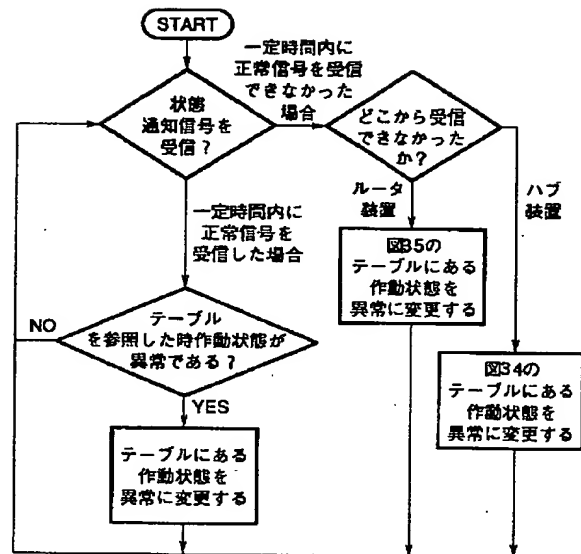 START
一定時間内に
正常信号を受信
できなかった
場合
状態
通知信号を
受信？
どこから受信
できなかった
か？
ルータ
装置
ハブ
装置
一定時間内に
正常信号を
受信した場合
図35の
テーブルにある
作動状態を
異常に変更する
NO
テーブル
を参照した時作動状態が
異常である？
図34の
テーブルにある
作動状態を
異常に変更する
YES
テーブルにある
作動状態を
異常に変更する